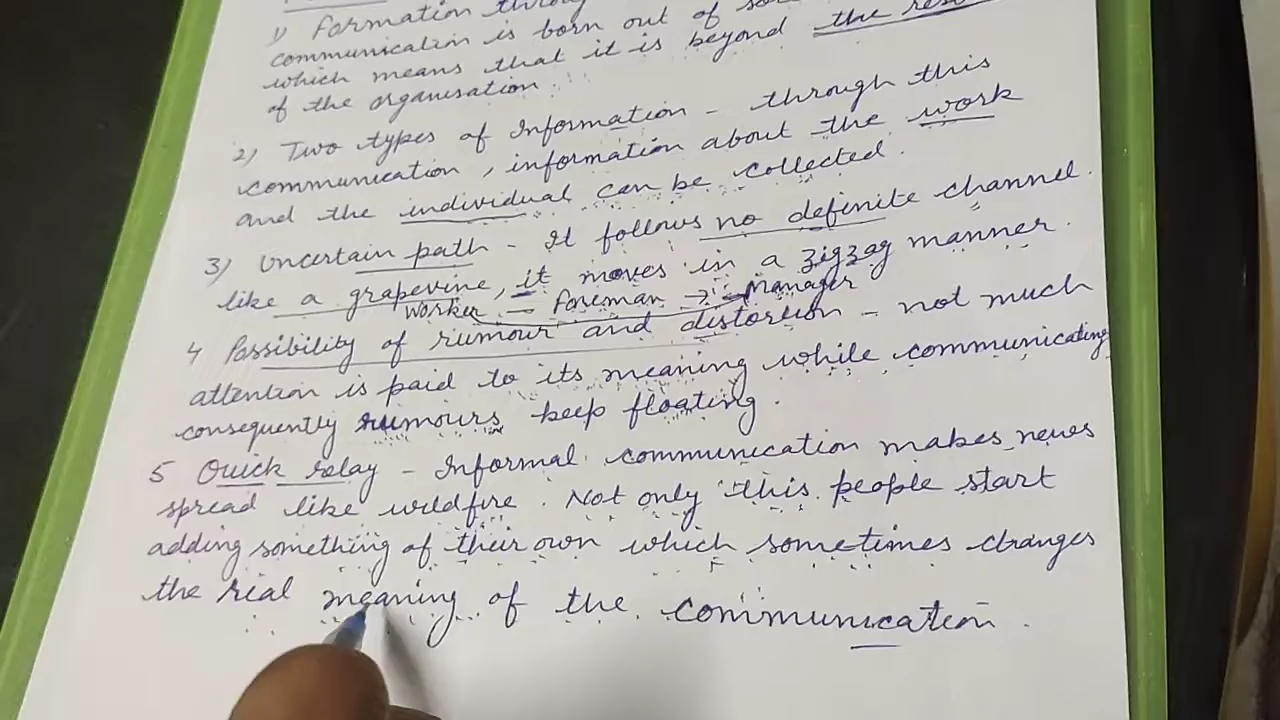 1) Formation through
communication is born out of
which means that it is beyond the
of the organisation.
2) Two types of Information - through this
communication, information about the work
and the individual can be collected.
3) Uncertain path - It follows no definite channel.
like a grapevine, it moves in a zigzag manner.
Worker — Foreman → Manager
4 Possibility of rumour and distortion - not much
attention is paid to its meaning while communicating
consequently rumours keep floating.
5 Quick relay - Informal communication makes news
spread like wildfire. Not only this people start
adding something of their own which sometimes changes
the real meaning of the communication.